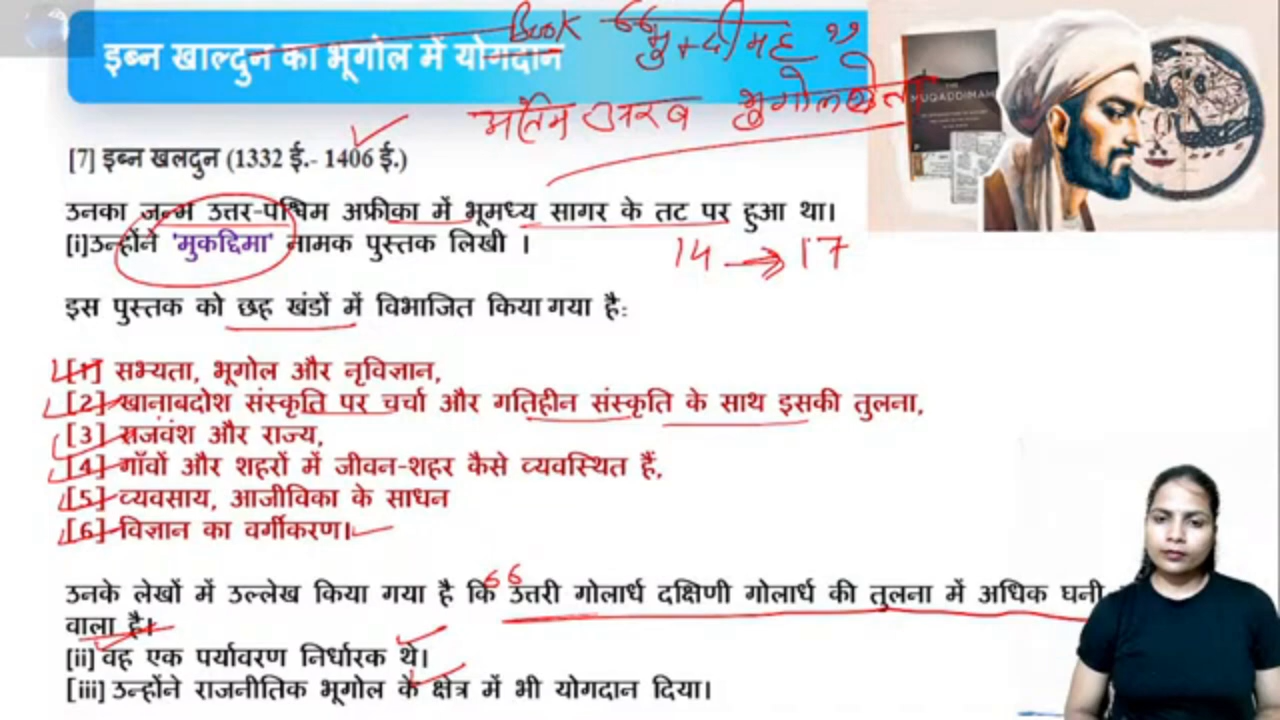 Book “मुकद्दीमह”
इब्न खाल्दुन का भूगोल में योगदान
अंतिम अरब भूगोलवेता
MUQADDIMAH
[7] इब्न खलदुन (1332 ई.- 1406 ई.)
उनका जन्म उत्तर-पश्चिम अफ्रीका में भूमध्य सागर के तट पर हुआ था।
[i]उन्होंने 'मुकद्दिमा' नामक पुस्तक लिखी ।
14 → 17
इस पुस्तक को छह खंडों में विभाजित किया गया है:
[1] सभ्यता, भूगोल और नृविज्ञान,
[2] खानाबदोश संस्कृति पर चर्चा और गतिहीन संस्कृति के साथ इसकी तुलना,
[3] राजवंश और राज्य,
[4] गाँवों और शहरों में जीवन-शहर कैसे व्यवस्थित हैं,
[5] व्यवसाय, आजीविका के साधन
[6] विज्ञान का वर्गीकरण।
उनके लेखों में उल्लेख किया गया है कि “उत्तरी गोलार्ध दक्षिणी गोलार्ध की तुलना में अधिक घनी
वाला है।
[ii] वह एक पर्यावरण निर्धारक थे।
[iii] उन्होंने राजनीतिक भूगोल के क्षेत्र में भी योगदान दिया।